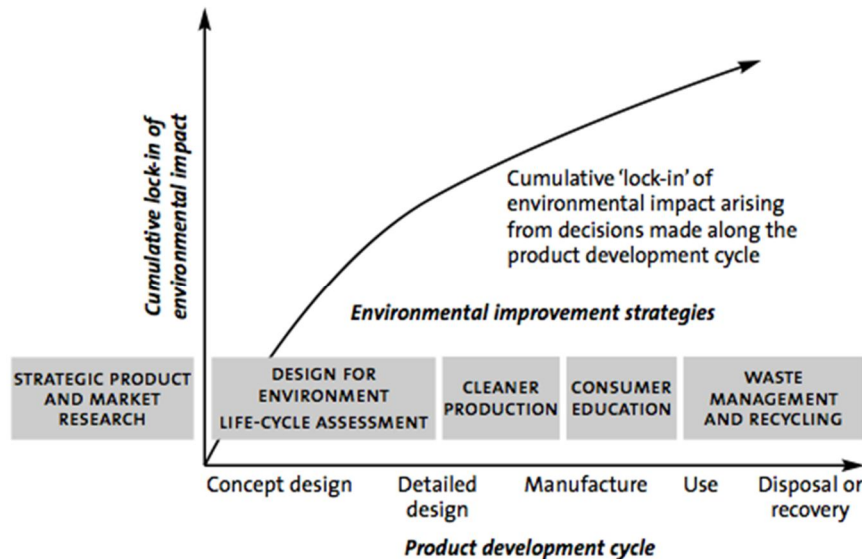 Cumulative lock-in of
environmental impact
Cumulative 'lock-in' of
environmental impact arising
from decisions made along the
product development cycle
Environmental improvement strategies
STRATEGIC PRODUCT
AND MARKET
RESEARCH
DESIGN FOR
ENVIRONMENT
LIFE-CYCLE ASSESSMENT
CLEANER
PRODUCTION
CONSUMER
EDUCATION
WASTE
MANAGEMENT
AND RECYCLING
Concept design
Detailed
design
Manufacture
Use
Disposal or
recovery
Product development cycle